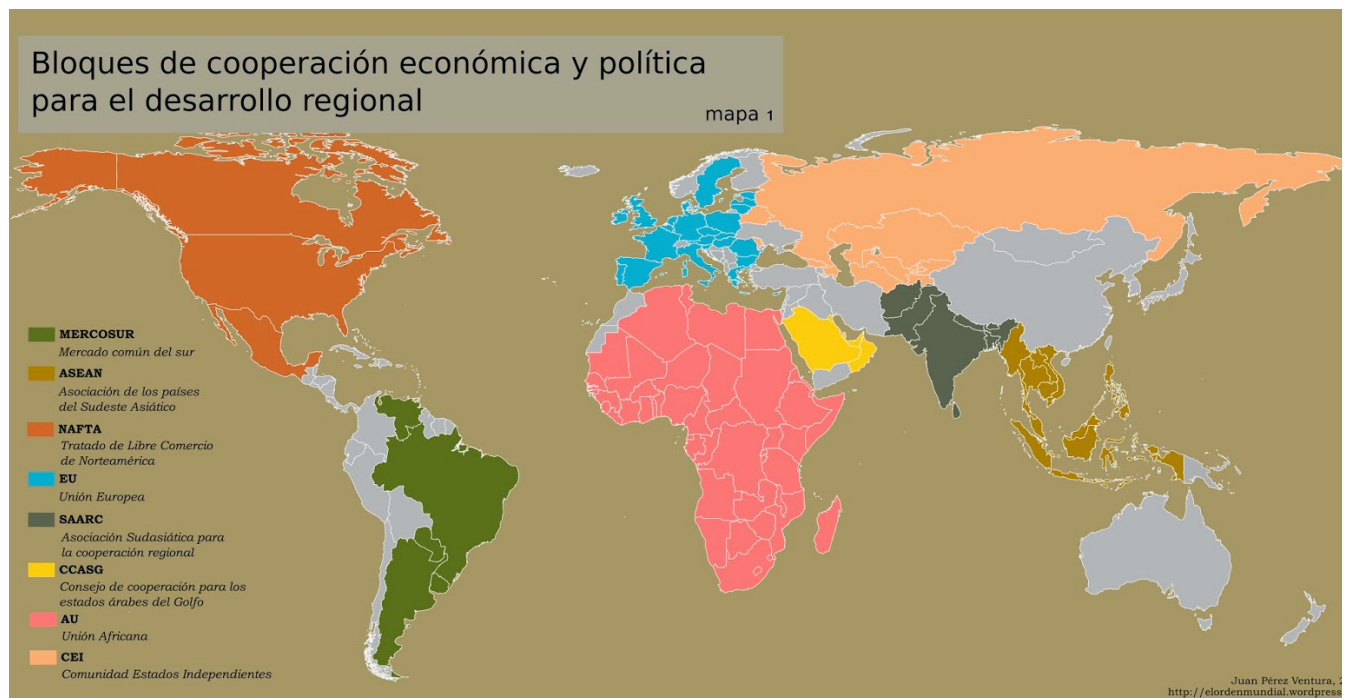 Bloques de cooperación económica y política
para el desarrollo regional
mapa 1
MERCOSUR
Mercado común del sur
ASEAN
Asociación de los países
del Sudeste Asiático
NAFTA
Tratado de Libre Comercio
de Norteamérica
EU
Unión Europea
SAARC
Asociación Sudasiática para
la cooperación regional
CCASG
Consejo de cooperación para los
estados árabes del Golfo
AU
Unión Africana
CEI
Comunidad Estados Independientes
Juan Pérez Ventura, 2
http://elordenmundial.wordpress